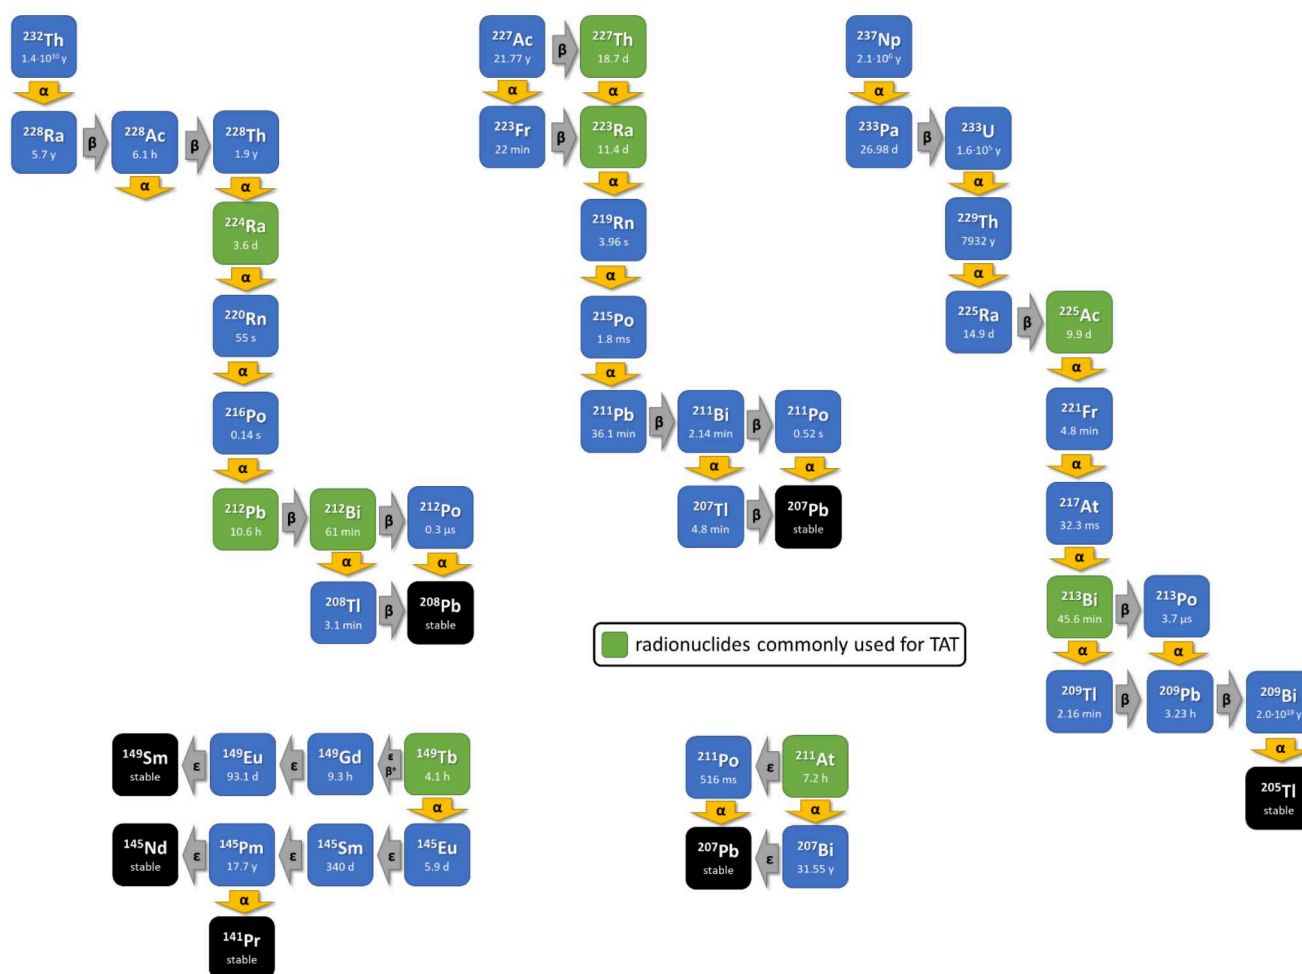 ²³²Th
1.4·10¹⁰ y
α
²²⁸Ra
5.7 y
β
²²⁸Ac
6.1 h
β
²²⁸Th
1.9 y
α
α
²²⁴Ra
3.6 d
α
²²⁰Rn
55 s
α
²¹⁶Po
0.14 s
α
²¹²Pb
10.6 h
β
²¹²Bi
61 min
β
²¹²Po
0.3 µs
α
α
²⁰⁸Tl
3.1 min
β
²⁰⁸Pb
stable
²²⁷Ac
21.77 y
β
²²⁷Th
18.7 d
α
α
²²³Fr
22 min
β
²²³Ra
11.4 d
α
²¹⁹Rn
3.96 s
α
²¹⁵Po
1.8 ms
α
²¹¹Pb
36.1 min
β
²¹¹Bi
2.14 min
β
²¹¹Po
0.52 s
α
α
²⁰⁷Tl
4.8 min
β
²⁰⁷Pb
stable
²³⁷Np
2.1·10⁶ y
α
²³³Pa
26.98 d
β
²³³U
1.6·10⁵ y
α
²²⁹Th
7932 y
α
²²⁵Ra
14.9 d
β
²²⁵Ac
9.9 d
α
²²¹Fr
4.8 min
α
²¹⁷At
32.3 ms
α
²¹³Bi
45.6 min
β
²¹³Po
3.7 µs
α
α
²⁰⁹Tl
2.16 min
β
²⁰⁹Pb
3.23 h
β
²⁰⁹Bi
2.0·10¹⁹ y
α
²⁰⁵Tl
stable
radionuclides commonly used for TAT
¹⁴⁹Sm
stable
ε
¹⁴⁹Eu
93.1 d
ε
¹⁴⁹Gd
9.3 h
ε
β⁺
¹⁴⁹Tb
4.1 h
α
¹⁴⁵Nd
stable
ε
¹⁴⁵Pm
17.7 y
ε
¹⁴⁵Sm
340 d
ε
¹⁴⁵Eu
5.9 d
α
¹⁴¹Pr
stable
²¹¹Po
516 ms
ε
²¹¹At
7.2 h
α
α
²⁰⁷Pb
stable
ε
²⁰⁷Bi
31.55 y